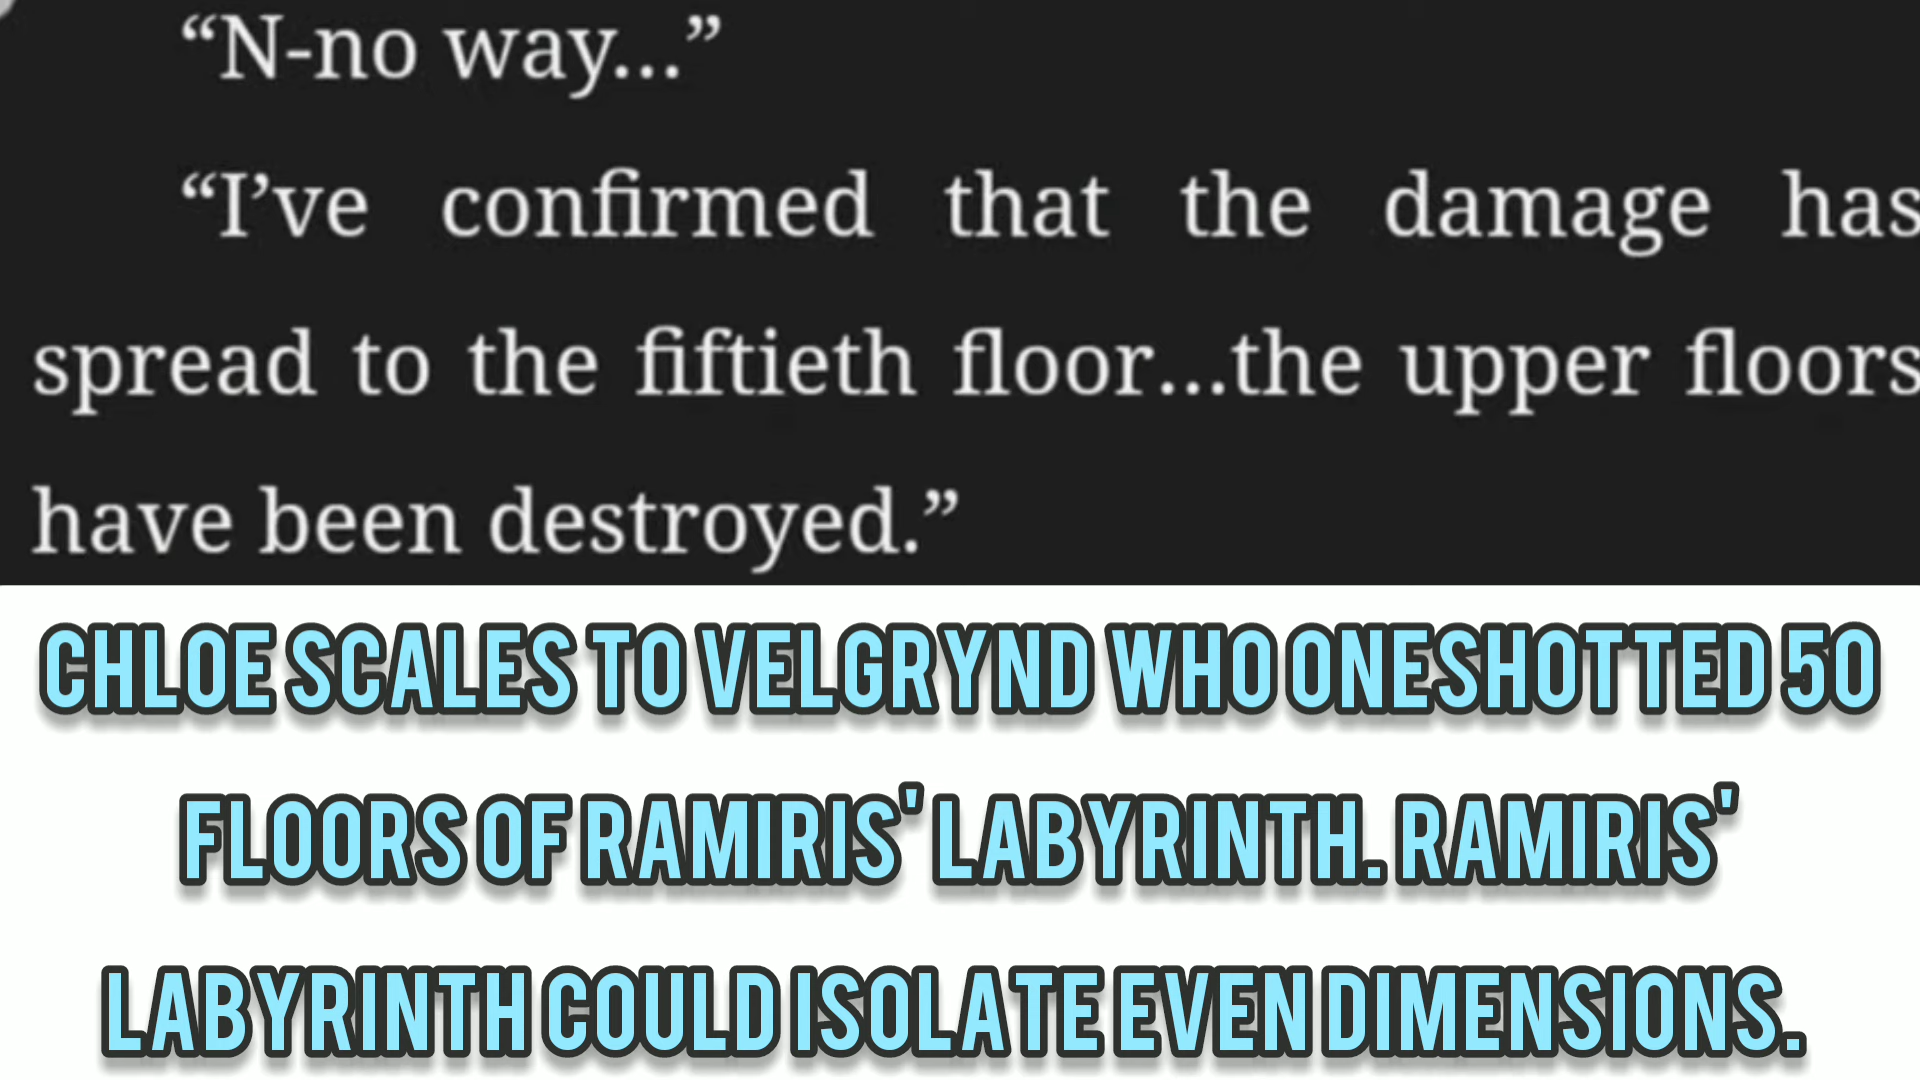 “N-no way...”
“I’ve confirmed that the damage has
spread to the fiftieth floor...the upper floors
have been destroyed.”
CHLOE SCALES TO VELGRYND WHO ONESHOTTED 50
FLOORS OF RAMIRIS' LABYRINTH. RAMIRIS'
LABYRINTH COULD ISOLATE EVEN DIMENSIONS.